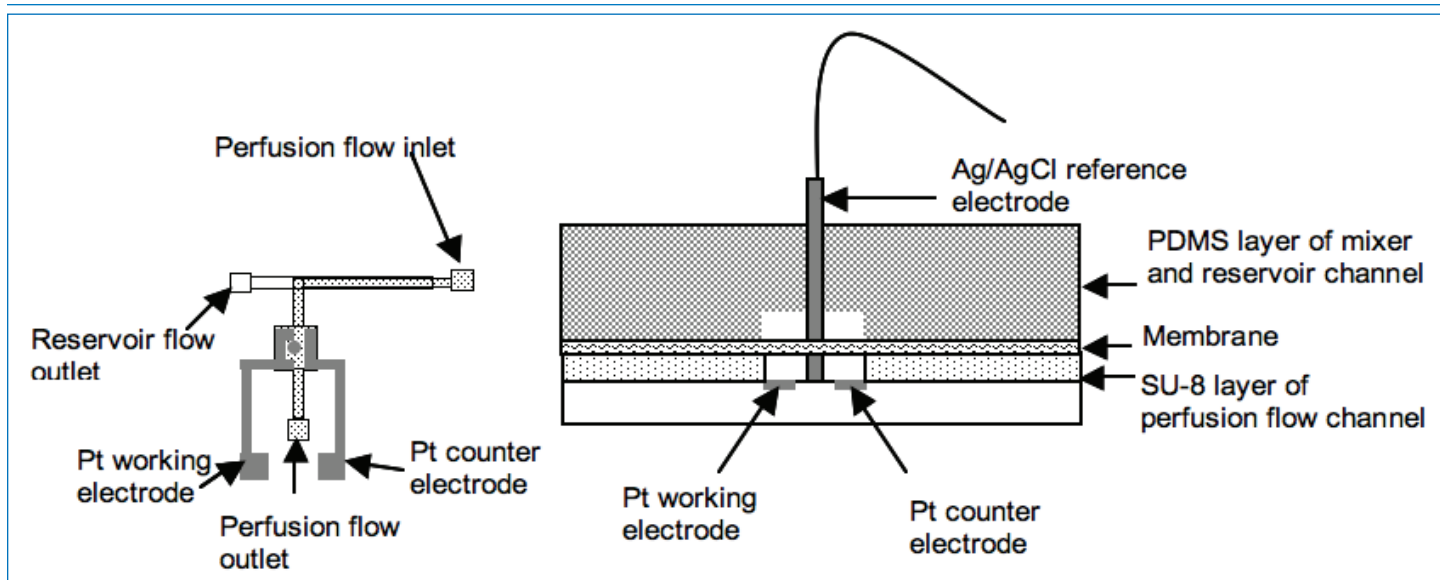 Perfusion flow inlet
Reservoir flow
outlet
Pt working
electrode
Perfusion flow
outlet
Pt counter
electrode
Ag/AgCl reference
electrode
PDMS layer of mixer
and reservoir channel
Membrane
SU-8 layer of
perfusion flow channel
Pt working
electrode
Pt counter
electrode